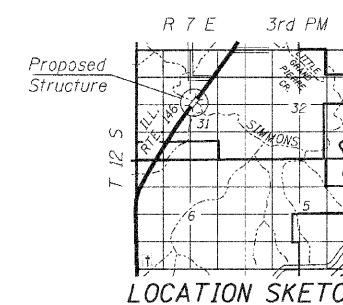 R 7 E 3rd PM
Proposed
Structure
LITTLE
GRAND
PIERRE
CR.
32
ILL.
RTE. 146
31
SIMMONS
T 12 S
6
5
LOCATION SKETC